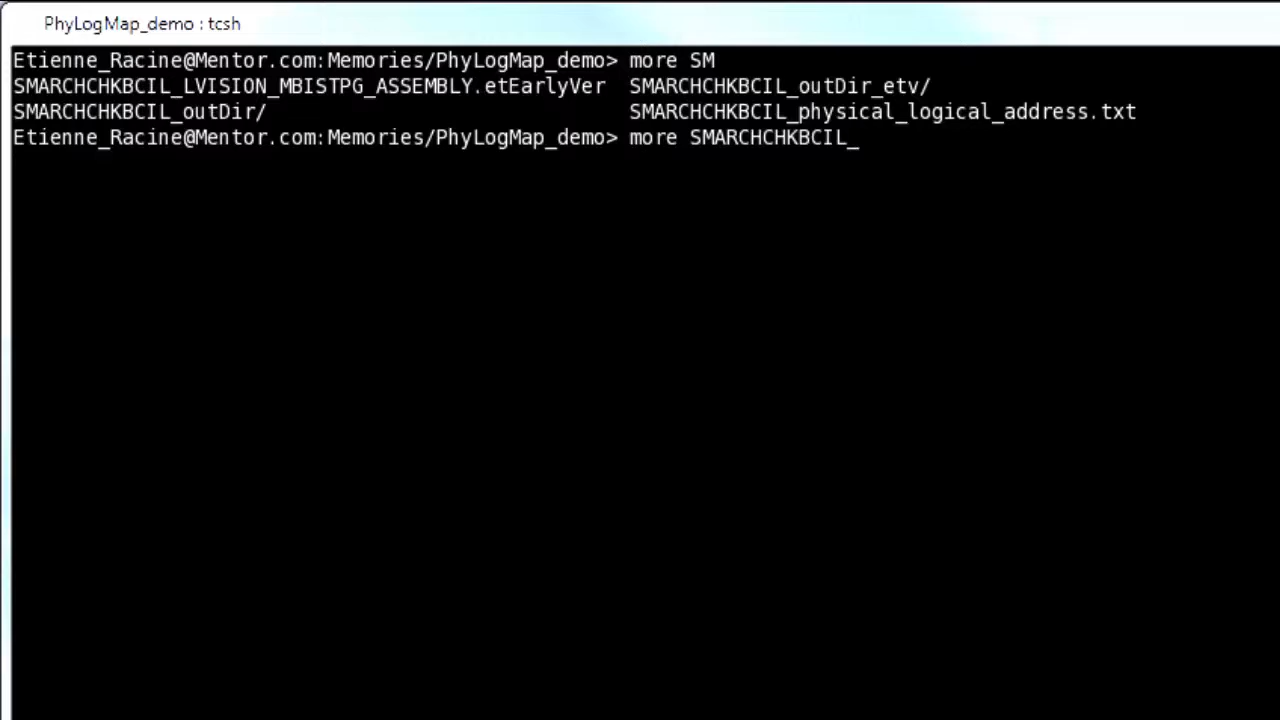 PhyLogMap_demo : tcsh
Etienne_Racine@Mentor.com:Memories/PhyLogMap_demo> more SM
SMARCHCHKBCIL_LVISION_MBISTPG_ASSEMBLY.etEarlyVer  SMARCHCHKBCIL_outDir_etv/
SMARCHCHKBCIL_outDir/  SMARCHCHKBCIL_physical_logical_address.txt
Etienne_Racine@Mentor.com:Memories/PhyLogMap_demo> more SMARCHCHKBCIL_